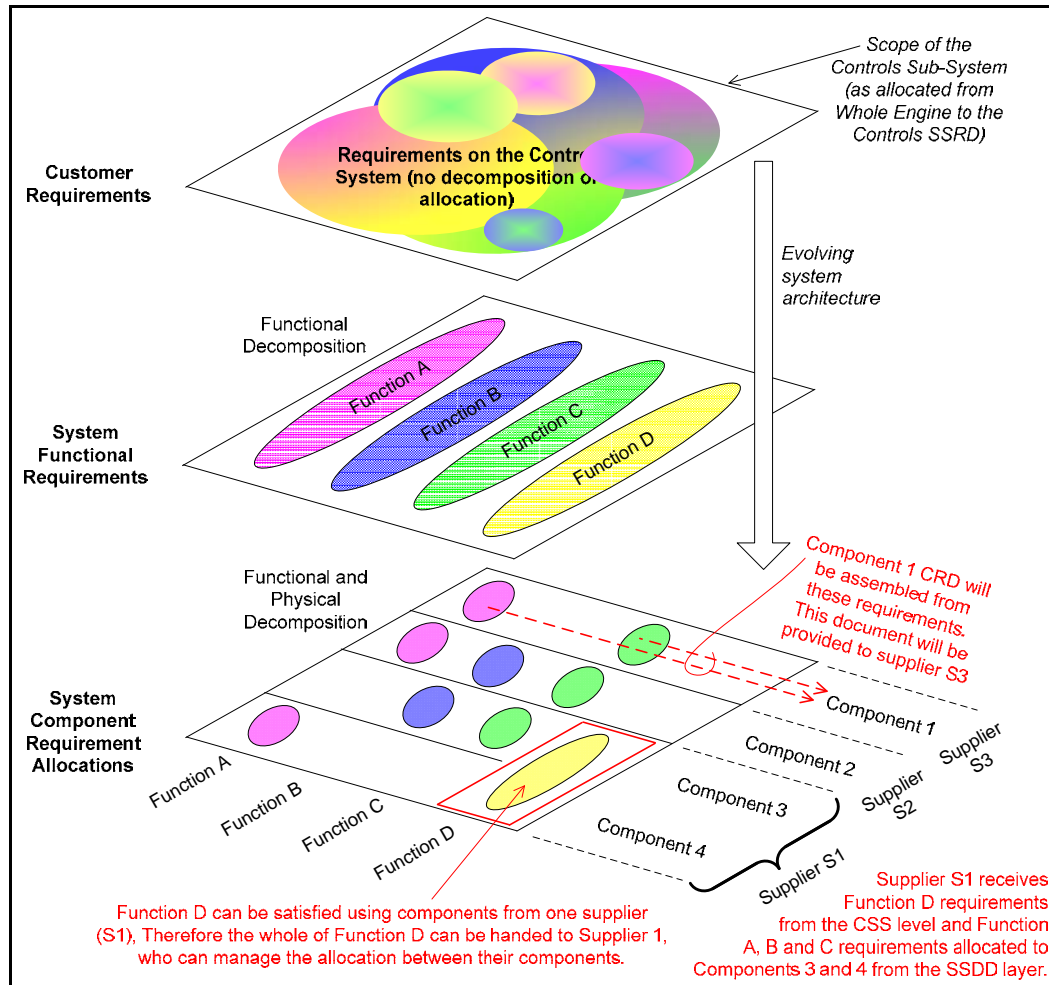 Scope of the
Controls Sub-System
(as allocated from
Whole Engine to the
Controls SSRD)
Customer
Requirements
Requirements on the Contro
System (no decomposition or
allocation)
Evolving
system
architecture
Functional
Decomposition
Function A
Function B
Function C
Function D
System
Functional
Requirements
Functional and
Physical
Decomposition
Component 1 CRD will
be assembled from
these requirements.
This document will be
provided to supplier S3
System
Component
Requirement
Allocations
Function A
Function B
Function C
Function D
Component 1
Component 2
Component 3
Component 4
Supplier
S3
Supplier
S2
Supplier S1
Function D can be satisfied using components from one supplier
(S1), Therefore the whole of Function D can be handed to Supplier 1,
who can manage the allocation between their components.
Supplier S1 receives
Function D requirements
from the CSS level and Function
A, B and C requirements allocated to
Components 3 and 4 from the SSDD layer.